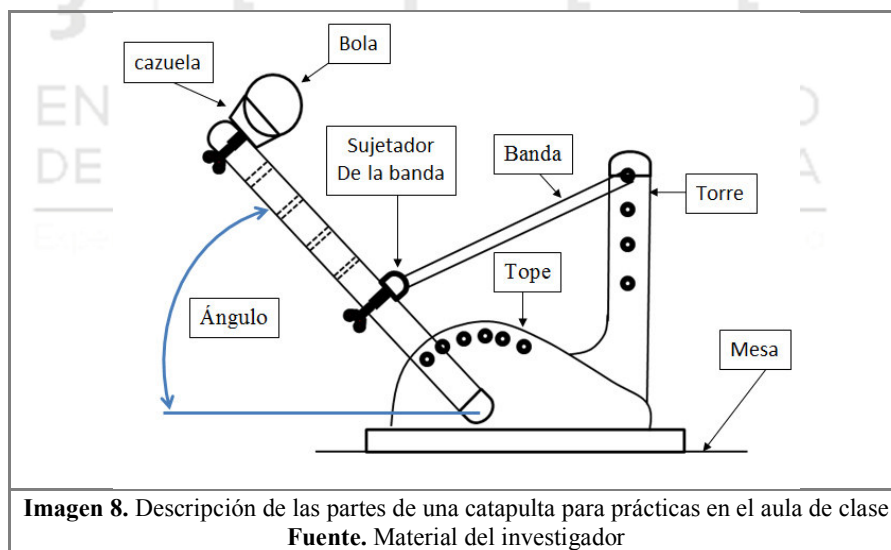 Bola
cazuela
Sujetador
De la banda
Banda
Torre
Tope
Ángulo
Mesa
Imagen 8. Descripción de las partes de una catapulta para prácticas en el aula de clase
Fuente. Material del investigador